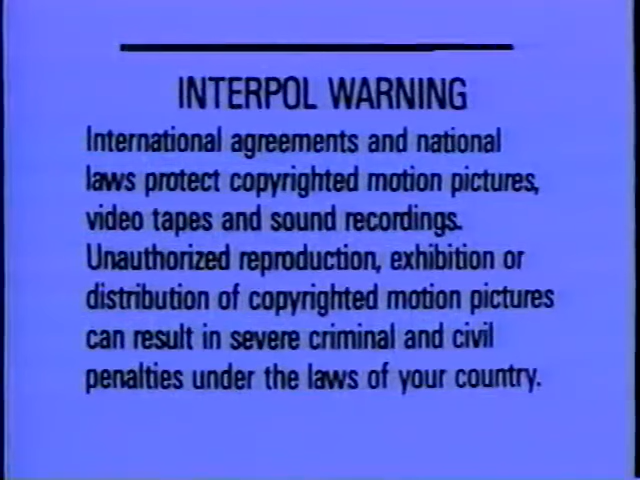 INTERPOL WARNING
International agreements and national
laws protect copyrighted motion pictures,
video tapes and sound recordings.
Unauthorized reproduction, exhibition or
distribution of copyrighted motion pictures
can result in severe criminal and civil
penalties under the laws of your country.